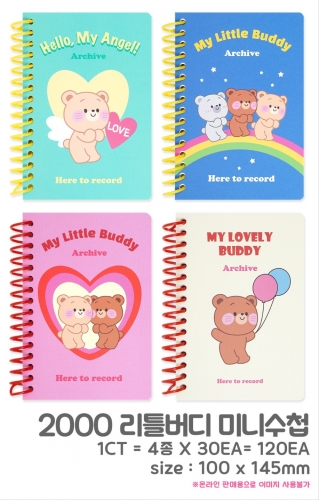 Hello, My Angel!
Archive
LOVE
Here to record
My Little Buddy
Archive
Here to record
My Little Buddy
Archive
Here to record
MY LOVELY
BUDDY
Archive
Here to record
2000 리틀버디 미니수첩
1CT = 4종 X 30EA= 120EA
size : 100 x 145mm
※온라인 판매용으로 이미지 사용불가